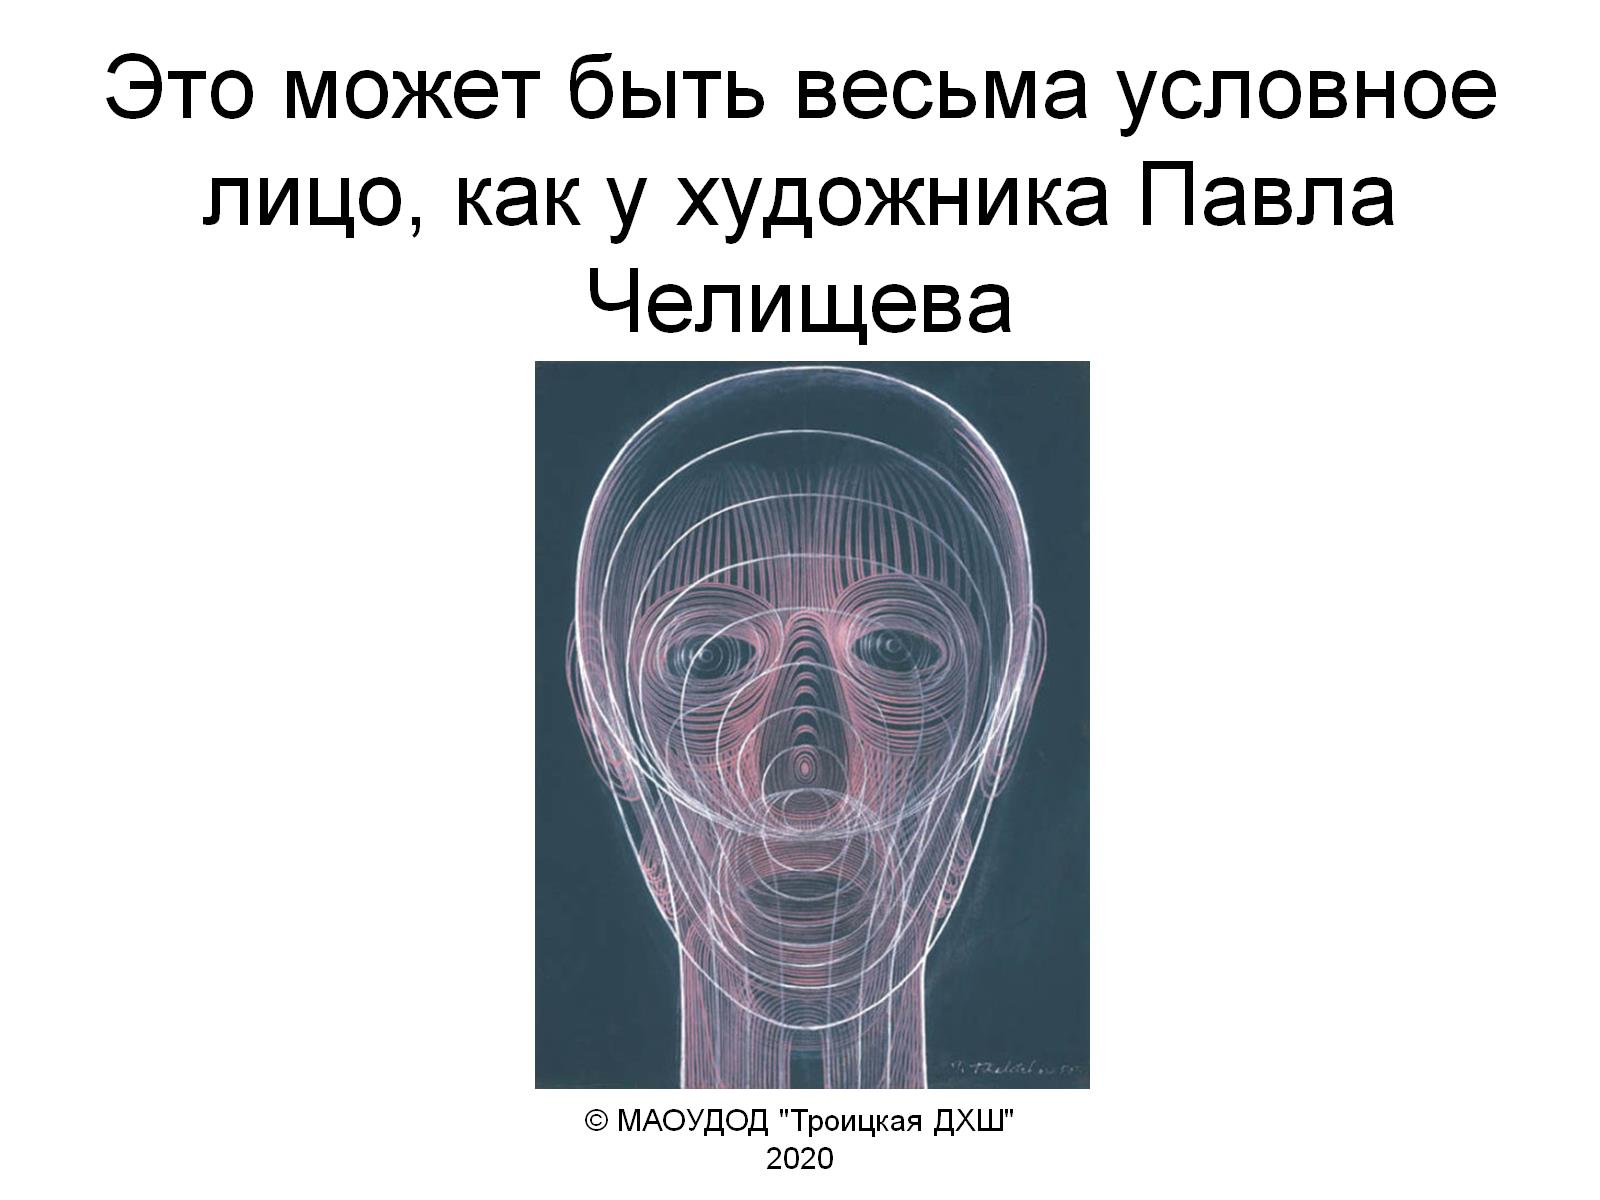 Это может быть весьма условное
лицо, как у художника Павла
Челищева
© МАОУДОД "Троицкая ДХШ"
2020